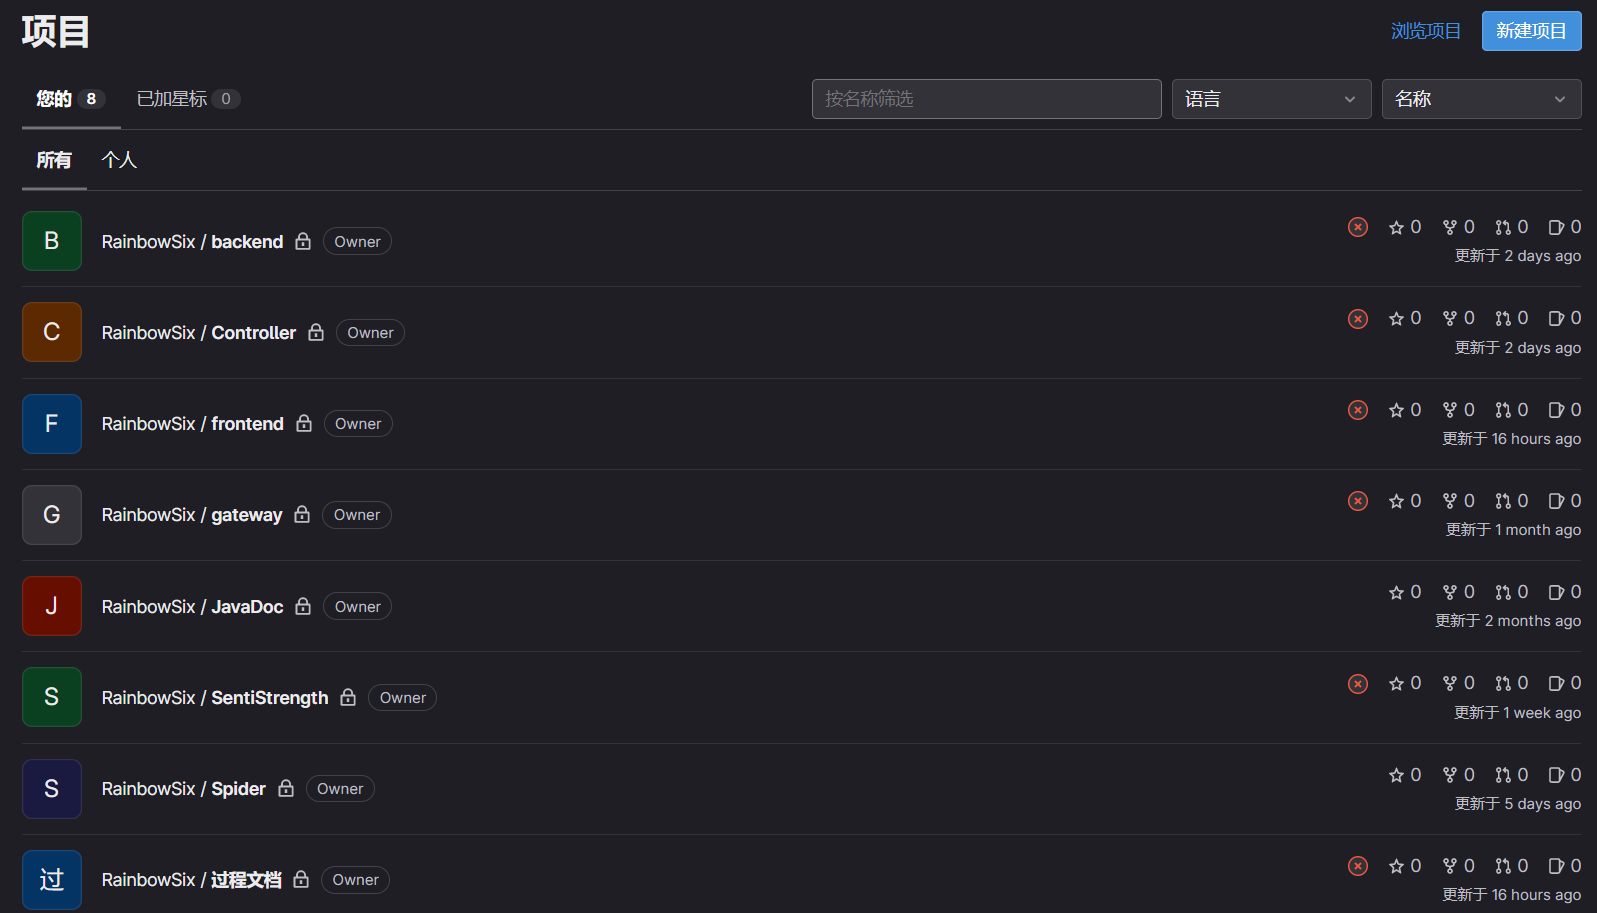 项目
浏览项目 新建项目
您的 8 已加星标 0 按名称筛选 语言 名称
所有 个人
B RainbowSix / backend Owner 0 0 0 0
更新于 2 days ago
C RainbowSix / Controller Owner 0 0 0 0
更新于 2 days ago
F RainbowSix / frontend Owner 0 0 0 0
更新于 16 hours ago
G RainbowSix / gateway Owner 0 0 0 0
更新于 1 month ago
J RainbowSix / JavaDoc Owner 0 0 0 0
更新于 2 months ago
S RainbowSix / SentiStrength Owner 0 0 0 0
更新于 1 week ago
S RainbowSix / Spider Owner 0 0 0 0
更新于 5 days ago
过 RainbowSix / 过程文档 Owner 0 0 0 0
更新于 16 hours ago